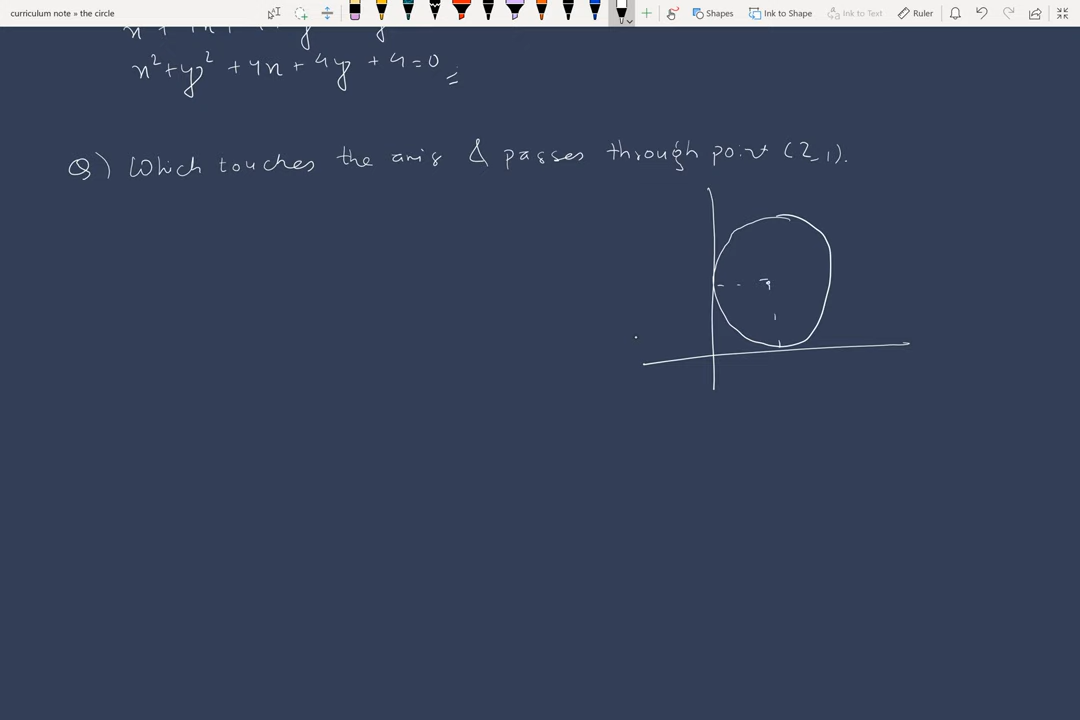 curriculum note » the circle
Shapes Ink to Shape Ink to Text Ruler
x² + y² + 4x + 4y + 4 = 0
Q) Which touches the axis & passes through point (2,1).